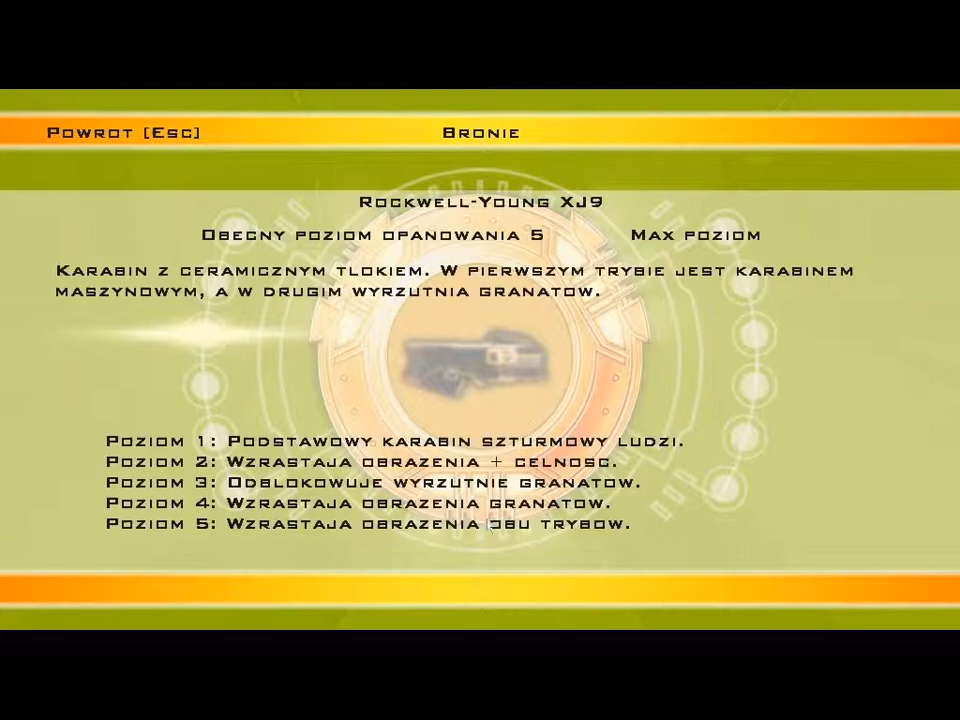 Powrot [Esc]
Bronie
Rockwell-Young XJ9
Obecny poziom opanowania 5
Max poziom
Karabin z ceramicznym tlokiem. W pierwszym trybie jest karabinem
maszynowym, a w drugim wyrzutnia granatow.
Poziom 1: Podstawowy karabin szturmowy ludzi.
Poziom 2: Wzrastaja obrazenia + celnosc.
Poziom 3: Odblokowuje wyrzutnie granatow.
Poziom 4: Wzrastaja obrazenia granatow.
Poziom 5: Wzrastaja obrazenia obu trybow.